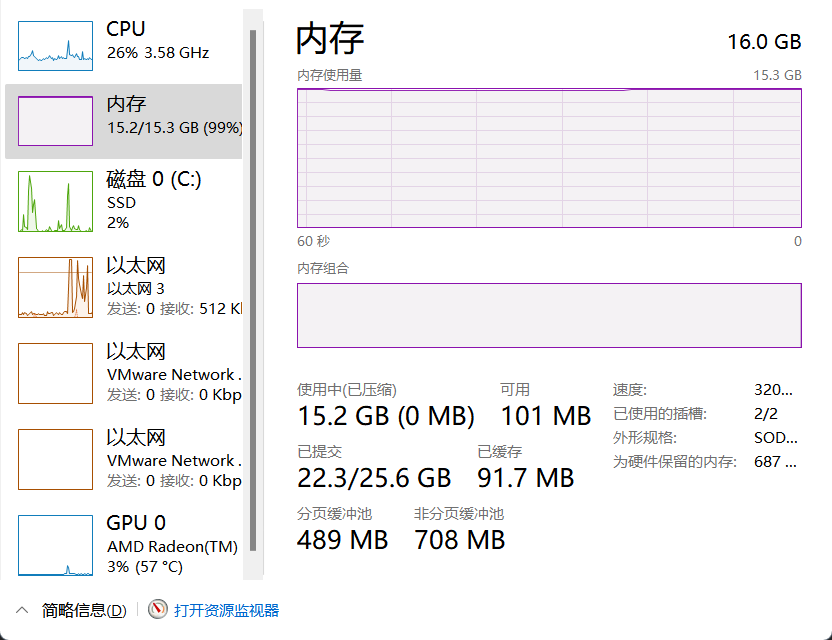 CPU
26% 3.58 GHz
内存
15.2/15.3 GB (99%)
磁盘 0 (C:)
SSD
2%
以太网
以太网 3
发送: 0 接收: 512 K
以太网
VMware Network .
发送: 0 接收: 0 Kbp
以太网
VMware Network .
发送: 0 接收: 0 Kbp
GPU 0
AMD Radeon(TM)
3% (57 °C)
内存
16.0 GB
内存使用量
15.3 GB
60 秒
0
内存组合
使用中(已压缩)
15.2 GB (0 MB)
可用
101 MB
已提交
22.3/25.6 GB
已缓存
91.7 MB
分页缓冲池
489 MB
非分页缓冲池
708 MB
速度: 320...
已使用的插槽: 2/2
外形规格: SOD...
为硬件保留的内存: 687 ...
简略信息(D)
打开资源监视器